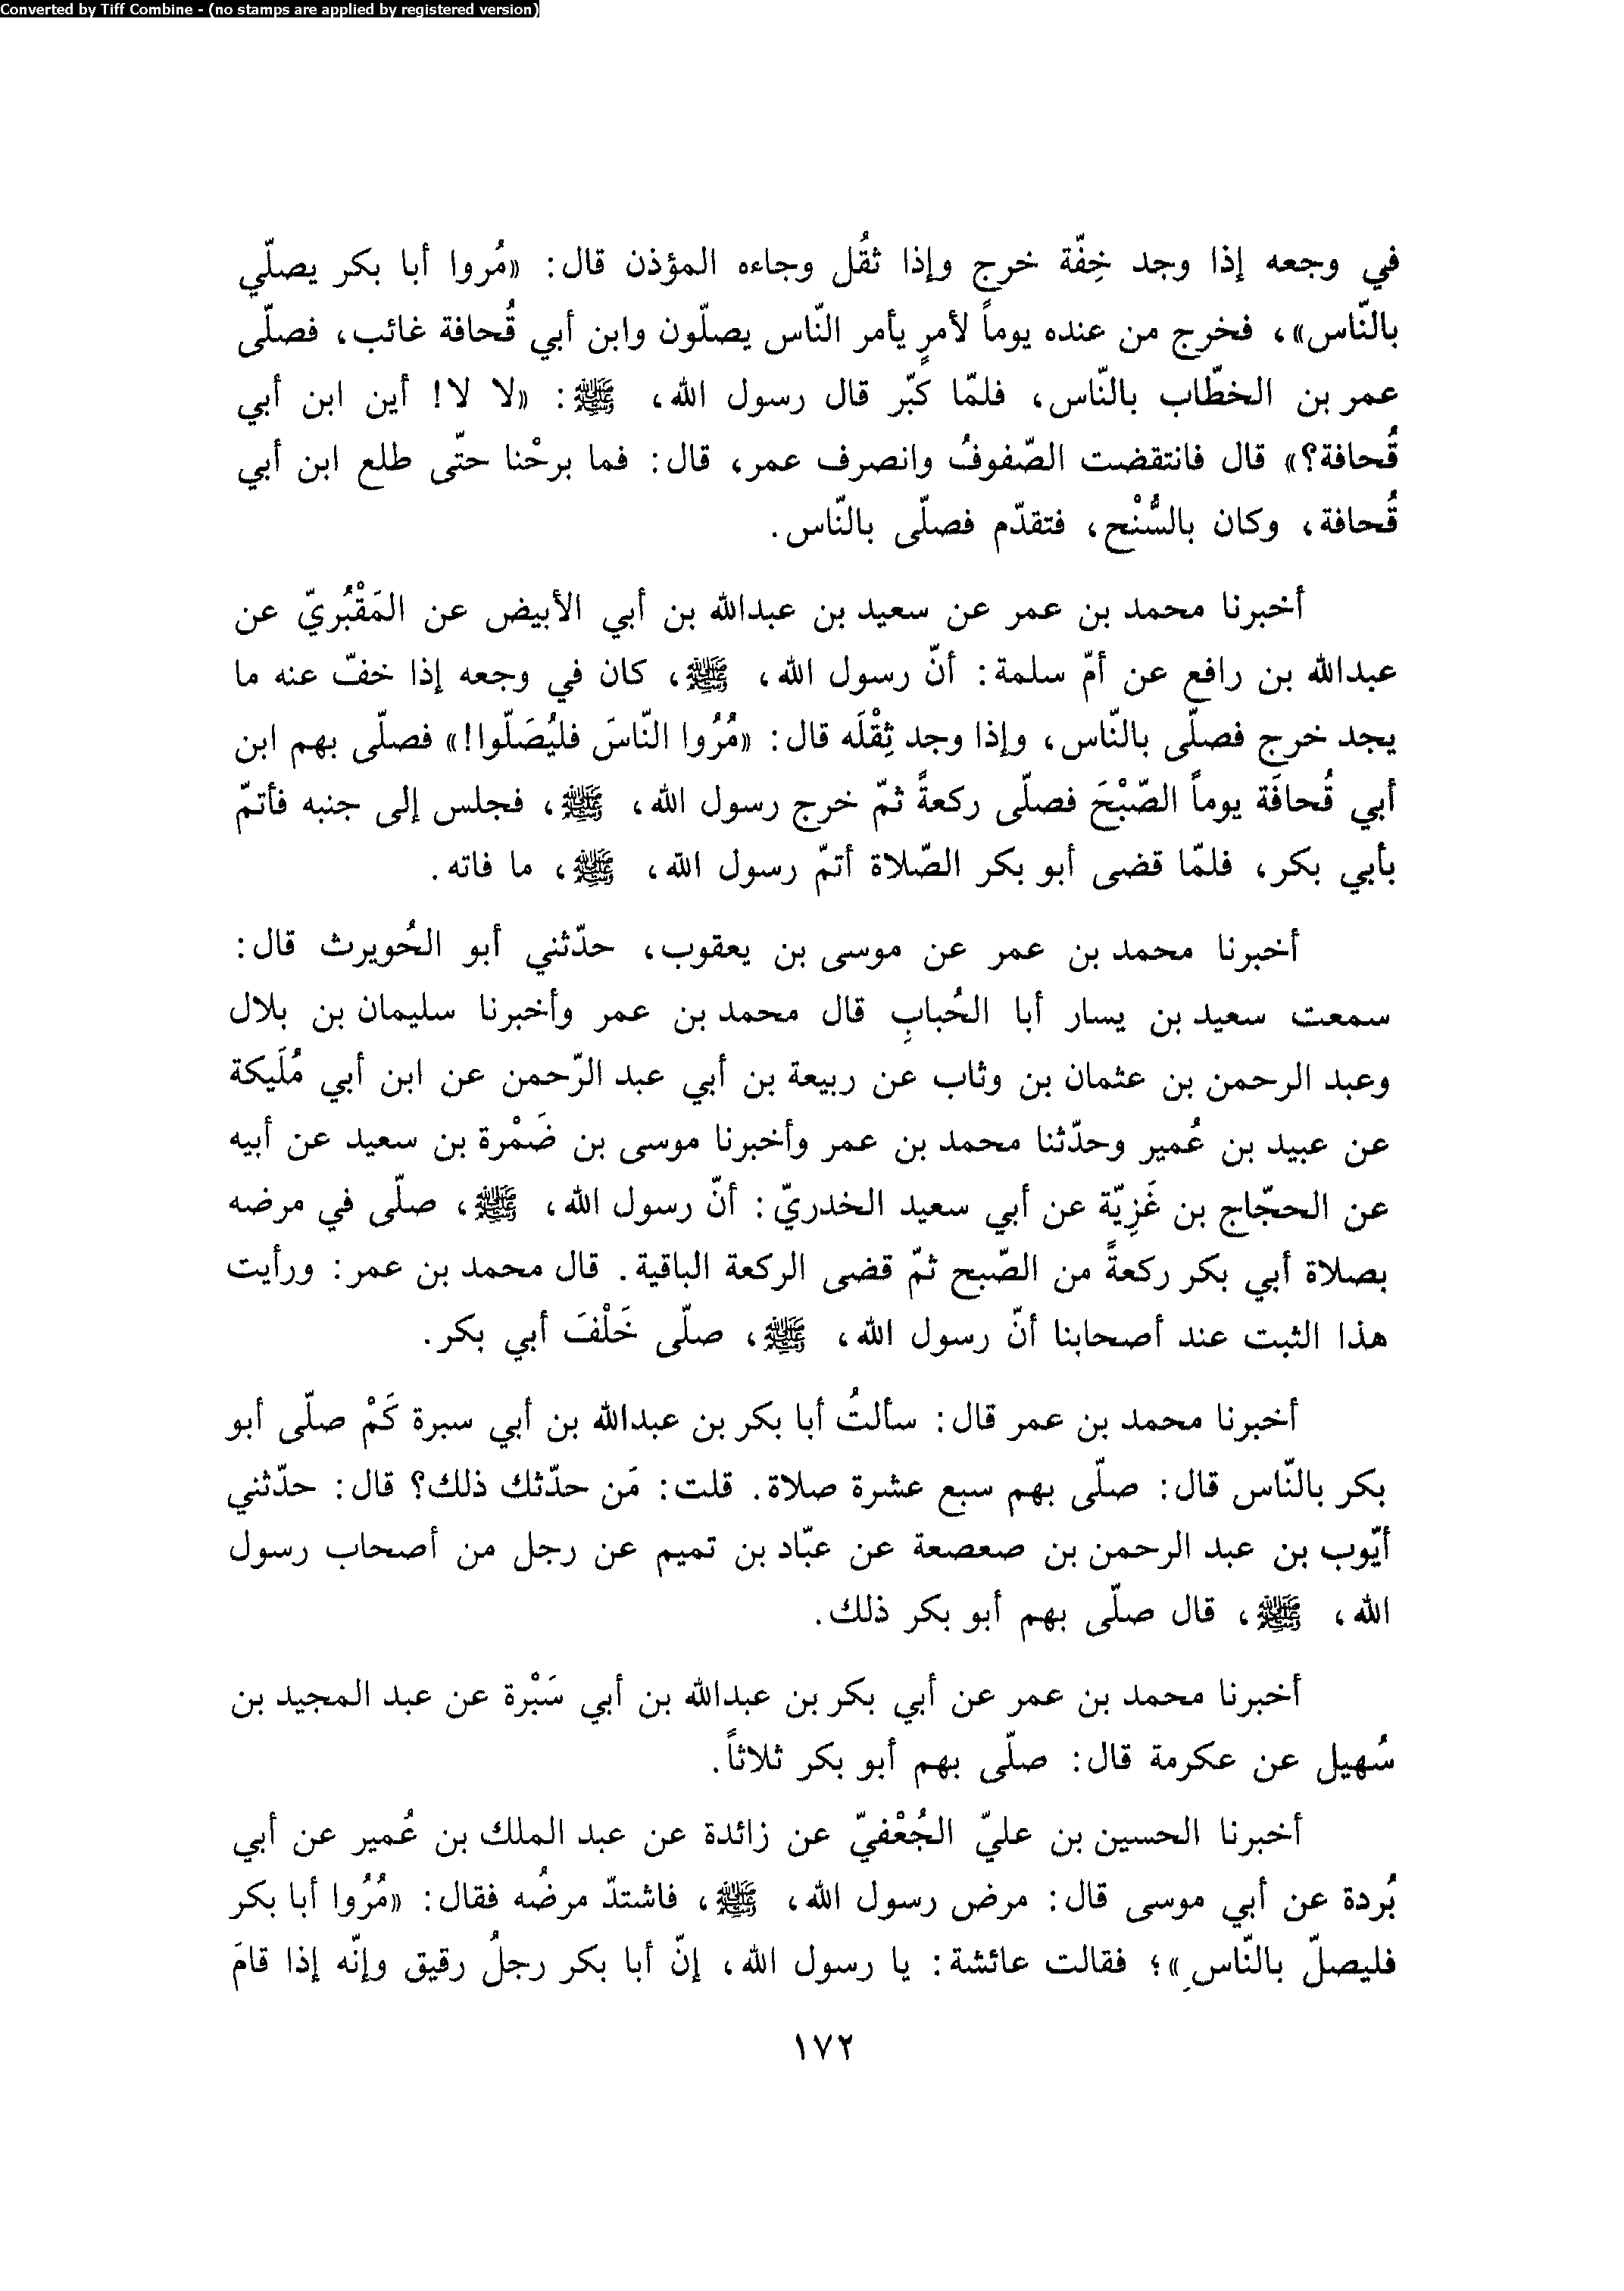 Converted by Tiff Combine - (no stamps are applied by registered version)
في وجعه إذا وجد خِفّة خرج وإذا ثقُل وجاءه المؤذن قال: «مُروا أبا بكر يصلّي
بالنّاس»، فخرج من عنده يوماً لأمرٍ يأمر النّاس يصلّون وابن أبي قُحافة غائب، فصلّى
عمر بن الخطّاب بالنّاس، فلمّا كبّر قال رسول الله، ﷺ: «لا لا! أين ابن أبي
قُحافة؟» قال فانتقضت الصّفوفُ وانصرف عمر، قال: فما برحْنا حتّى طلع ابن أبي
قُحافة، وكان بالسُّنْح، فتقدّم فصلّى بالنّاس.
أخبرنا محمد بن عمر عن سعيد بن عبدالله بن أبي الأبيض عن المَقْبُريّ عن
عبدالله بن رافع عن أمّ سلمة: أنّ رسول الله، ﷺ، كان في وجعه إذا خفّ عنه ما
يجد خرج فصلّى بالنّاس، وإذا وجد ثِقْلَه قال: «مُرُوا النّاسَ فليُصَلّوا!» فصلّى بهم ابن
أبي قُحافَة يوماً الصّبْحَ فصلّى ركعةً ثمّ خرج رسول الله، ﷺ، فجلس إلى جنبه فأتمّ
بأبي بكر، فلمّا قضى أبو بكر الصّلاة أتمّ رسول الله، ﷺ، ما فاته.
أخبرنا محمد بن عمر عن موسى بن يعقوب، حدّثني أبو الحُويرث قال:
سمعت سعيد بن يسار أبا الحُبابِ قال محمد بن عمر وأخبرنا سليمان بن بلال
وعبد الرحمن بن عثمان بن وثاب عن ربيعة بن أبي عبد الرّحمن عن ابن أبي مُلَيكة
عن عبيد بن عُمير وحدّثنا محمد بن عمر وأخبرنا موسى بن ضَمْرة بن سعيد عن أبيه
عن الحجّاج بن غَزِيّة عن أبي سعيد الخدريّ: أنّ رسول الله، ﷺ، صلّى في مرضه
بصلاة أبي بكر ركعةً من الصّبح ثمّ قضى الركعة الباقية. قال محمد بن عمر: ورأيت
هذا الثبت عند أصحابنا أنّ رسول الله، ﷺ، صلّى خَلْفَ أبي بكر.
أخبرنا محمد بن عمر قال: سألتُ أبا بكر بن عبدالله بن أبي سبرة كَمْ صلّى أبو
بكر بالنّاس قال: صلّى بهم سبع عشرة صلاة. قلت: مَن حدّثك ذلك؟ قال: حدّثني
أيّوب بن عبد الرحمن بن صعصعة عن عبّاد بن تميم عن رجل من أصحاب رسول
الله، ﷺ، قال صلّى بهم أبو بكر ذلك.
أخبرنا محمد بن عمر عن أبي بكر بن عبدالله بن أبي سَبْرة عن عبد المجيد بن
سُهيل عن عكرمة قال: صلّى بهم أبو بكر ثلاثاً.
أخبرنا الحسين بن عليّ الجُعْفيّ عن زائدة عن عبد الملك بن عُمير عن أبي
بُردة عن أبي موسى قال: مرض رسول الله، ﷺ، فاشتدّ مرضُه فقال: «مُرُوا أبا بكر
فليصلّ بالنّاسِ»؛ فقالت عائشة: يا رسول الله، إنّ أبا بكر رجلُ رقيق وإنّه إذا قامَ
١٧٢